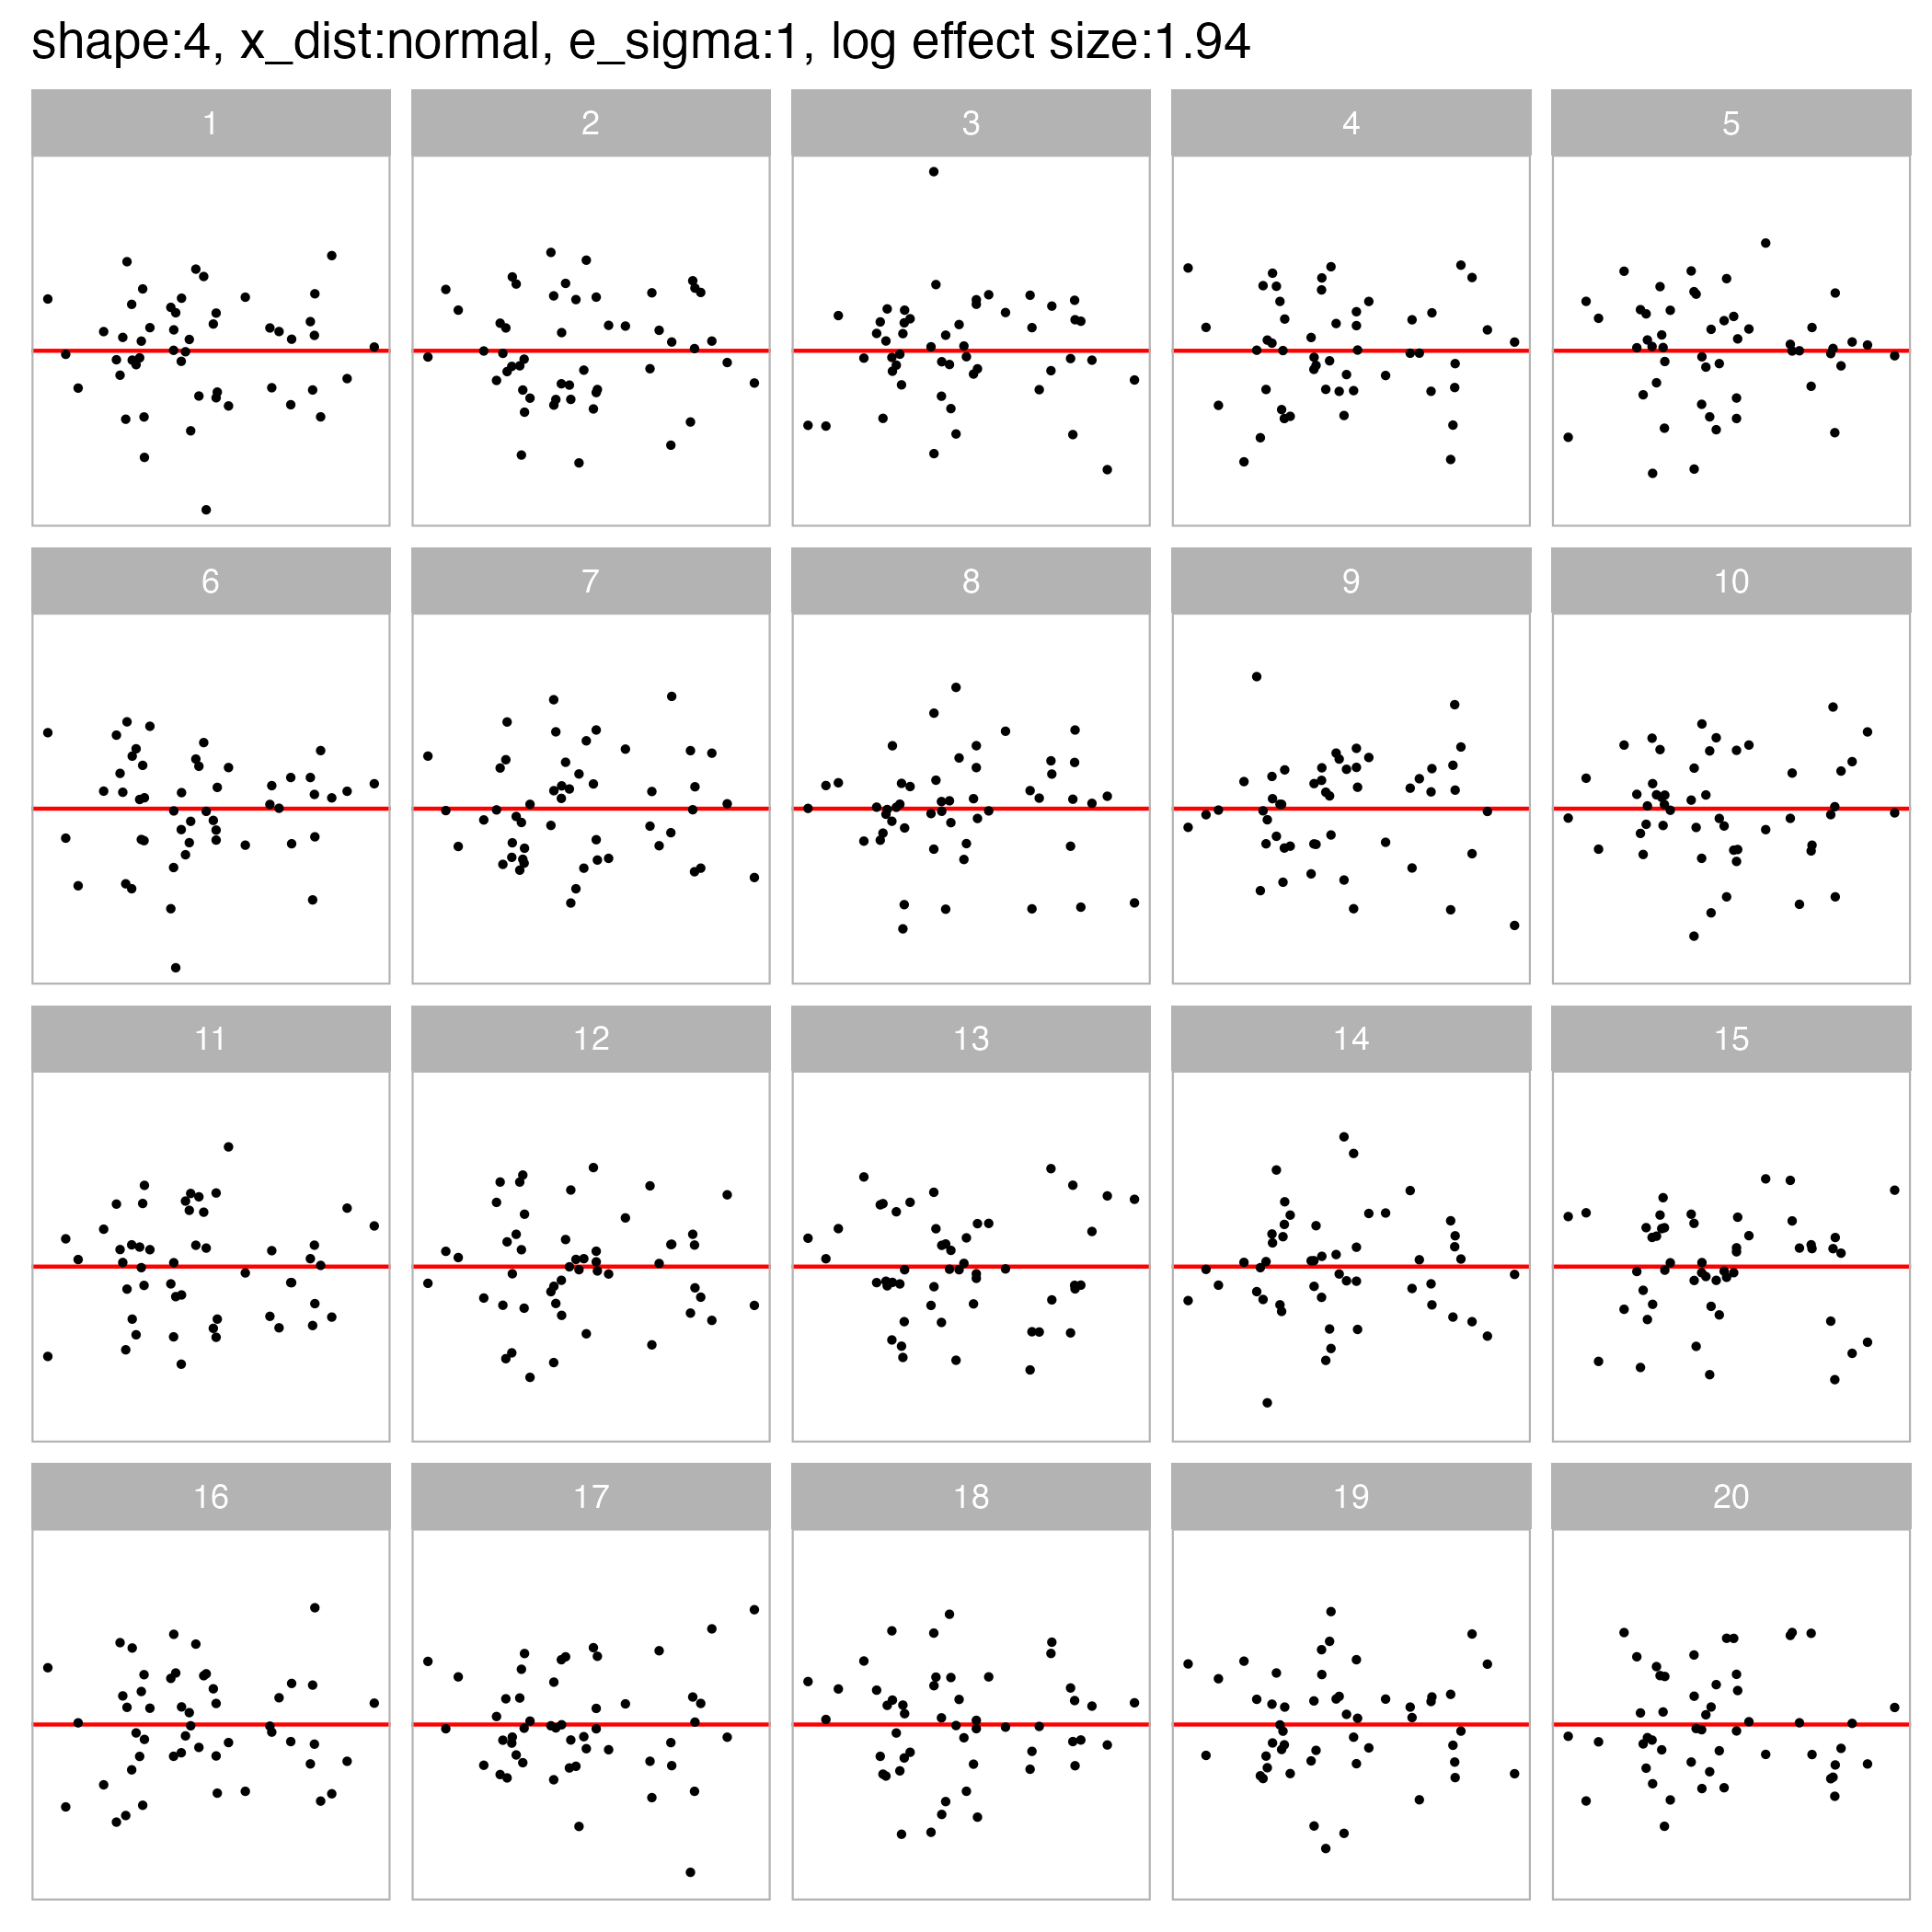 shape:4, x_dist:normal, e_sigma:1, log effect size:1.94
1 2 3 4 5
6 7 8 9 10
11 12 13 14 15
16 17 18 19 20